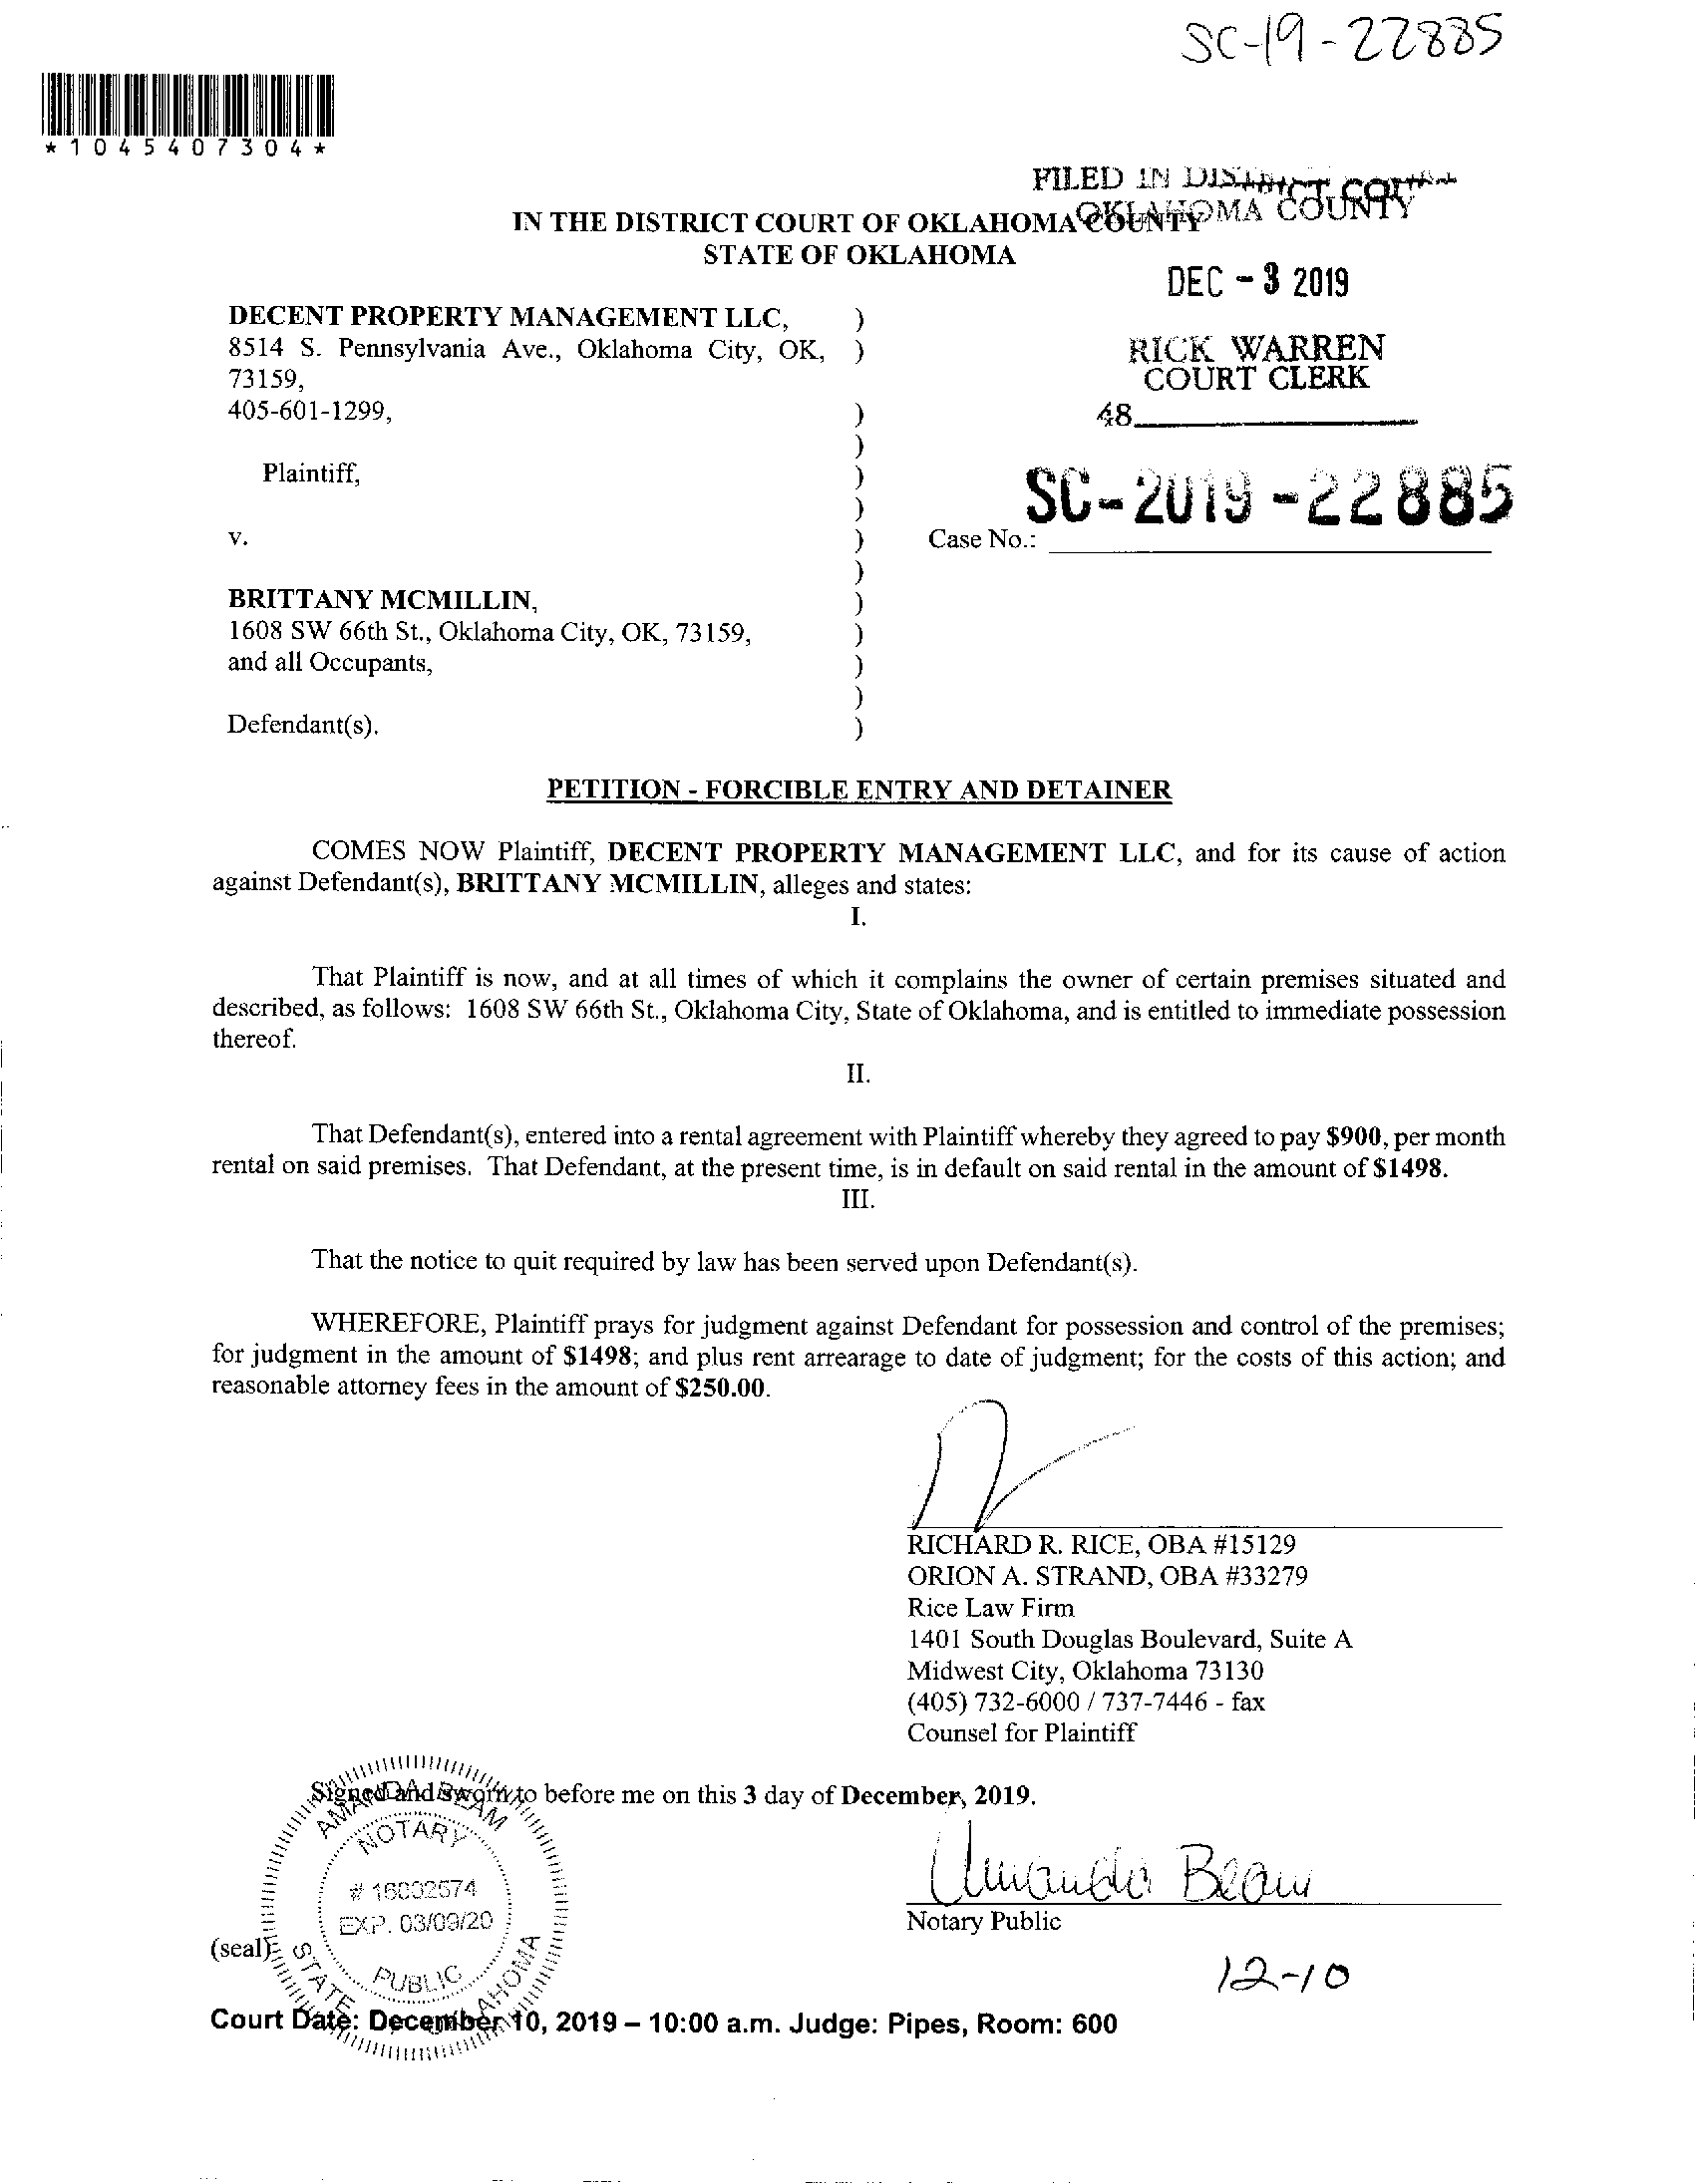 SC-19-22885
*1045407304*
FILED IN DISTRICT COURT
OKLAHOMA COUNTY
IN THE DISTRICT COURT OF OKLAHOMA COUNTY
STATE OF OKLAHOMA
DEC - 3 2019
DECENT PROPERTY MANAGEMENT LLC, )
8514 S. Pennsylvania Ave., Oklahoma City, OK, )
73159,
RICK WARREN
COURT CLERK
405-601-1299, )
48
)
Plaintiff, )
)
SC-2019-22885
v. ) Case No.:
)
BRITTANY MCMILLIN, )
1608 SW 66th St., Oklahoma City, OK, 73159, )
and all Occupants, )
)
Defendant(s). )
PETITION - FORCIBLE ENTRY AND DETAINER
COMES NOW Plaintiff, DECENT PROPERTY MANAGEMENT LLC, and for its cause of action
against Defendant(s), BRITTANY MCMILLIN, alleges and states:
I.
That Plaintiff is now, and at all times of which it complains the owner of certain premises situated and
described, as follows: 1608 SW 66th St., Oklahoma City, State of Oklahoma, and is entitled to immediate possession
thereof.
II.
That Defendant(s), entered into a rental agreement with Plaintiff whereby they agreed to pay $900, per month
rental on said premises. That Defendant, at the present time, is in default on said rental in the amount of $1498.
III.
That the notice to quit required by law has been served upon Defendant(s).
WHEREFORE, Plaintiff prays for judgment against Defendant for possession and control of the premises;
for judgment in the amount of $1498; and plus rent arrearage to date of judgment; for the costs of this action; and
reasonable attorney fees in the amount of $250.00.
RICHARD R. RICE, OBA #15129
ORION A. STRAND, OBA #33279
Rice Law Firm
1401 South Douglas Boulevard, Suite A
Midwest City, Oklahoma 73130
(405) 732-6000 / 737-7446 - fax
Counsel for Plaintiff
Signed and sworn to before me on this 3 day of December, 2019.
AMANDA BEAM
NOTARY
# 16002574
EXP. 03/09/20
PUBLIC
STATE OF OKLAHOMA
Amanda Beam
Notary Public
(seal)
12-10
Court Date: December 10, 2019 – 10:00 a.m. Judge: Pipes, Room: 600